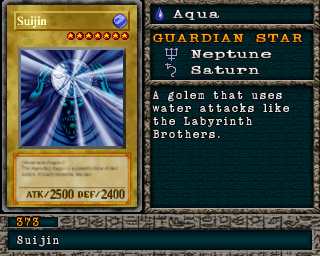 Suijin
ATK/2500 DEF/2400
Aqua
GUARDIAN STAR
Neptune
Saturn
A golem that uses
water attacks like
the Labyrinth
Brothers.
373
Suijin